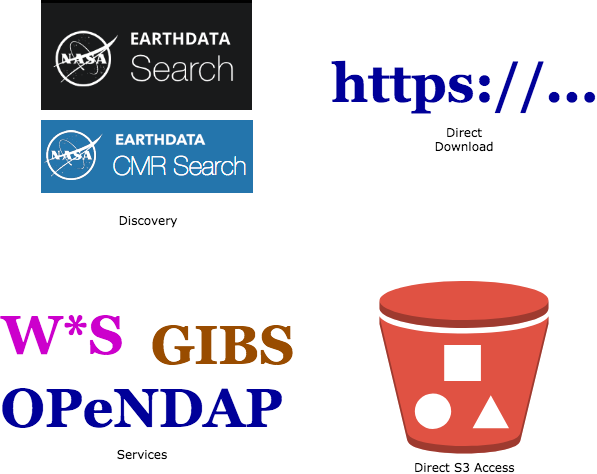 NASA
EARTHDATA
Search
NASA
EARTHDATA
CMR Search
Discovery
https://...
Direct
Download
W*S
GIBS
OPeNDAP
Services
Direct S3 Access